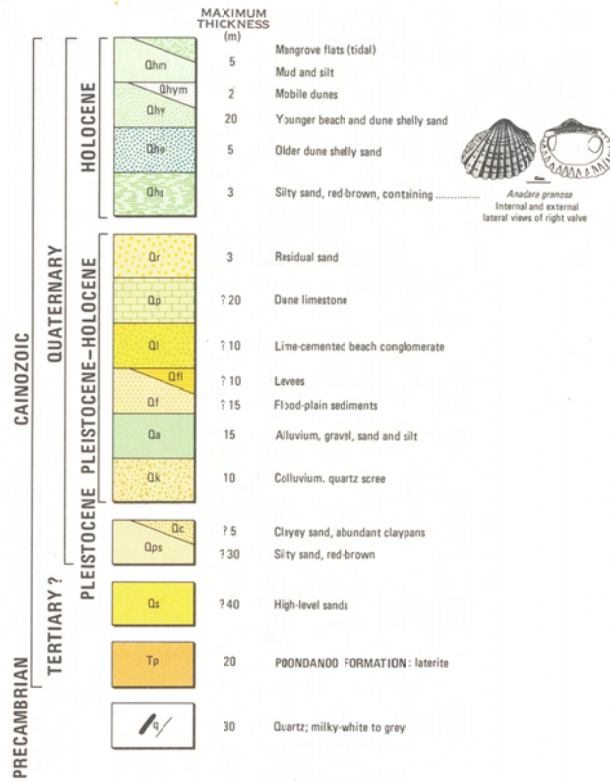 MAXIMUM
THICKNESS
(m)
Qhm 5 Mangrove flats (tidal)
Mud and silt
Qhym 2 Mobile dunes
Qhy 20 Younger beach and dune shelly sand
Qho 5 Older dune shelly sand
Qhs 3 Silty sand, red-brown, containing ..............
Anadara granosa
Internal and external
lateral views of right valve
Qr 3 Residual sand
Qp ? 20 Dune limestone
Ql ? 10 Lime-cemented beach conglomerate
Qfl ? 10 Levees
Qf ? 15 Flood-plain sediments
Qa 15 Alluvium, gravel, sand and silt
Qk 10 Colluvium, quartz scree
Qc ? 5 Clayey sand, abundant claypans
Qps ? 30 Silty sand, red-brown
Qs ? 40 High-level sands
Tp 20 POONDANOO FORMATION: laterite
q 30 Quartz; milky-white to grey
HOLOCENE
PLEISTOCENE-HOLOCENE
PLEISTOCENE
QUATERNARY
TERTIARY ?
CAINOZOIC
PRECAMBRIAN